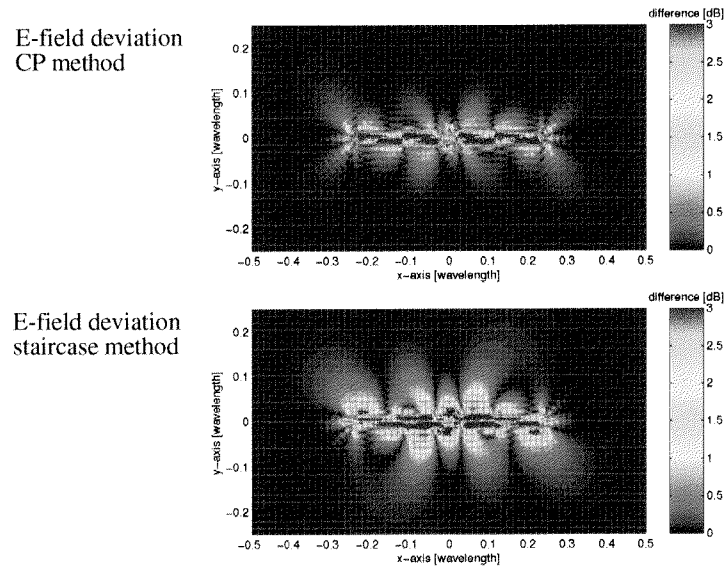 difference [dB]
E-field deviation
CP method
0.2
0.1
0
-0.1
-0.2
y-axis [wavelength]
-0.5 -0.4 -0.3 -0.2 -0.1 0 0.1 0.2 0.3 0.4 0.5
x-axis [wavelength]
3
2.5
2
1.5
1
0.5
0
difference [dB]
E-field deviation
staircase method
0.2
0.1
0
-0.1
-0.2
y-axis [wavelength]
-0.5 -0.4 -0.3 -0.2 -0.1 0 0.1 0.2 0.3 0.4 0.5
x-axis [wavelength]
3
2.5
2
1.5
1
0.5
0